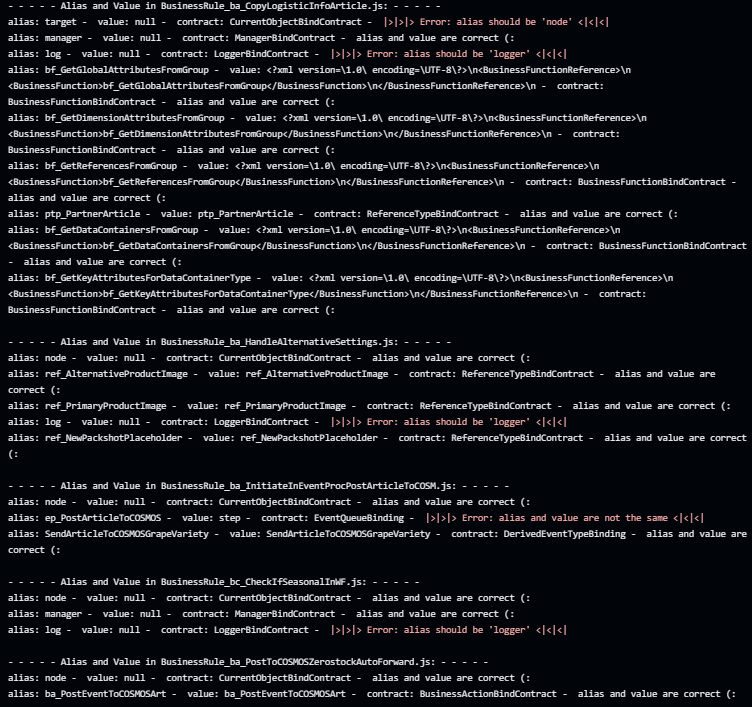 - - - - - Alias and Value in BusinessRule_ba_CopyLogisticInfoArticle.js: - - - - -
alias: target -  value: null -  contract: CurrentObjectBindContract -  |>|>|> Error: alias should be 'node' <|<|<|
alias: manager -  value: null -  contract: ManagerBindContract -  alias and value are correct (:
alias: log -  value: null -  contract: LoggerBindContract -  |>|>|> Error: alias should be 'logger' <|<|<|
alias: bf_GetGlobalAttributesFromGroup -  value: <?xml version=\1.0\ encoding=\UTF-8\?>\n<BusinessFunctionReference>\n
<BusinessFunction>bf_GetGlobalAttributesFromGroup</BusinessFunction>\n</BusinessFunctionReference>\n -  contract:
BusinessFunctionBindContract -  alias and value are correct (:
alias: bf_GetDimensionAttributesFromGroup -  value: <?xml version=\1.0\ encoding=\UTF-8\?>\n<BusinessFunctionReference>\n
<BusinessFunction>bf_GetDimensionAttributesFromGroup</BusinessFunction>\n</BusinessFunctionReference>\n -  contract:
BusinessFunctionBindContract -  alias and value are correct (:
alias: bf_GetReferencesFromGroup -  value: <?xml version=\1.0\ encoding=\UTF-8\?>\n<BusinessFunctionReference>\n
<BusinessFunction>bf_GetReferencesFromGroup</BusinessFunction>\n</BusinessFunctionReference>\n -  contract: BusinessFunctionBindContract -
alias and value are correct (:
alias: ptp_PartnerArticle -  value: ptp_PartnerArticle -  contract: ReferenceTypeBindContract -  alias and value are correct (:
alias: bf_GetDataContainersFromGroup -  value: <?xml version=\1.0\ encoding=\UTF-8\?>\n<BusinessFunctionReference>\n
<BusinessFunction>bf_GetDataContainersFromGroup</BusinessFunction>\n</BusinessFunctionReference>\n -  contract: BusinessFunctionBindContract
-  alias and value are correct (:
alias: bf_GetKeyAttributesForDataContainerType -  value: <?xml version=\1.0\ encoding=\UTF-8\?>\n<BusinessFunctionReference>\n
<BusinessFunction>bf_GetKeyAttributesForDataContainerType</BusinessFunction>\n</BusinessFunctionReference>\n -  contract:
BusinessFunctionBindContract -  alias and value are correct (:

- - - - - Alias and Value in BusinessRule_ba_HandleAlternativeSettings.js: - - - - -
alias: node -  value: null -  contract: CurrentObjectBindContract -  alias and value are correct (:
alias: ref_AlternativeProductImage -  value: ref_AlternativeProductImage -  contract: ReferenceTypeBindContract -  alias and value are
correct (:
alias: ref_PrimaryProductImage -  value: ref_PrimaryProductImage -  contract: ReferenceTypeBindContract -  alias and value are correct (:
alias: log -  value: null -  contract: LoggerBindContract -  |>|>|> Error: alias should be 'logger' <|<|<|
alias: ref_NewPackshotPlaceholder -  value: ref_NewPackshotPlaceholder -  contract: ReferenceTypeBindContract -  alias and value are correct
(:

- - - - - Alias and Value in BusinessRule_ba_InitiateInEventProcPostArticleToCOSM.js: - - - - -
alias: node -  value: null -  contract: CurrentObjectBindContract -  alias and value are correct (:
alias: ep_PostArticleToCOSMOS -  value: step -  contract: EventQueueBinding -  |>|>|> Error: alias and value are not the same <|<|<|
alias: SendArticleToCOSMOSGrapeVariety -  value: SendArticleToCOSMOSGrapeVariety -  contract: DerivedEventTypeBinding -  alias and value are
correct (:

- - - - - Alias and Value in BusinessRule_bc_CheckIfSeasonalInWF.js: - - - - -
alias: node -  value: null -  contract: CurrentObjectBindContract -  alias and value are correct (:
alias: manager -  value: null -  contract: ManagerBindContract -  alias and value are correct (:
alias: log -  value: null -  contract: LoggerBindContract -  |>|>|> Error: alias should be 'logger' <|<|<|

- - - - - Alias and Value in BusinessRule_ba_PostToCOSMOSZerostockAutoForward.js: - - - - -
alias: node -  value: null -  contract: CurrentObjectBindContract -  alias and value are correct (:
alias: ba_PostEventToCOSMOSArt -  value: ba_PostEventToCOSMOSArt -  contract: BusinessActionBindContract -  alias and value are correct (: